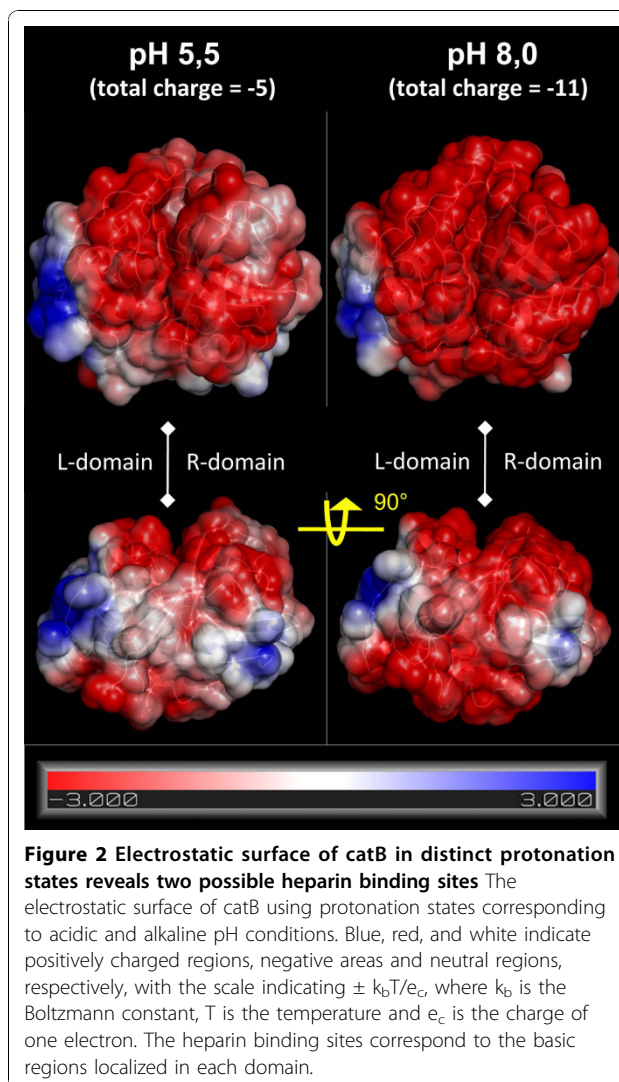 pH 5,5
(total charge = -5)
pH 8,0
(total charge = -11)
L-domain
R-domain
L-domain
R-domain
90°
-3.000
3.000
Figure 2 Electrostatic surface of catB in distinct protonation
states reveals two possible heparin binding sites The
electrostatic surface of catB using protonation states corresponding
to acidic and alkaline pH conditions. Blue, red, and white indicate
positively charged regions, negative areas and neutral regions,
respectively, with the scale indicating ± kbT/ec, where kb is the
Boltzmann constant, T is the temperature and ec is the charge of
one electron. The heparin binding sites correspond to the basic
regions localized in each domain.